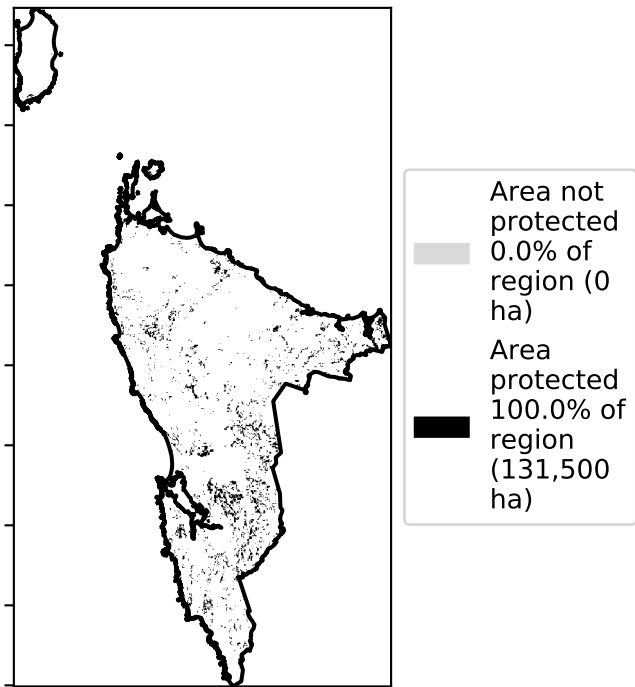 Area not
protected
0.0% of
region (0
ha)
Area
protected
100.0% of
region
(131,500
ha)